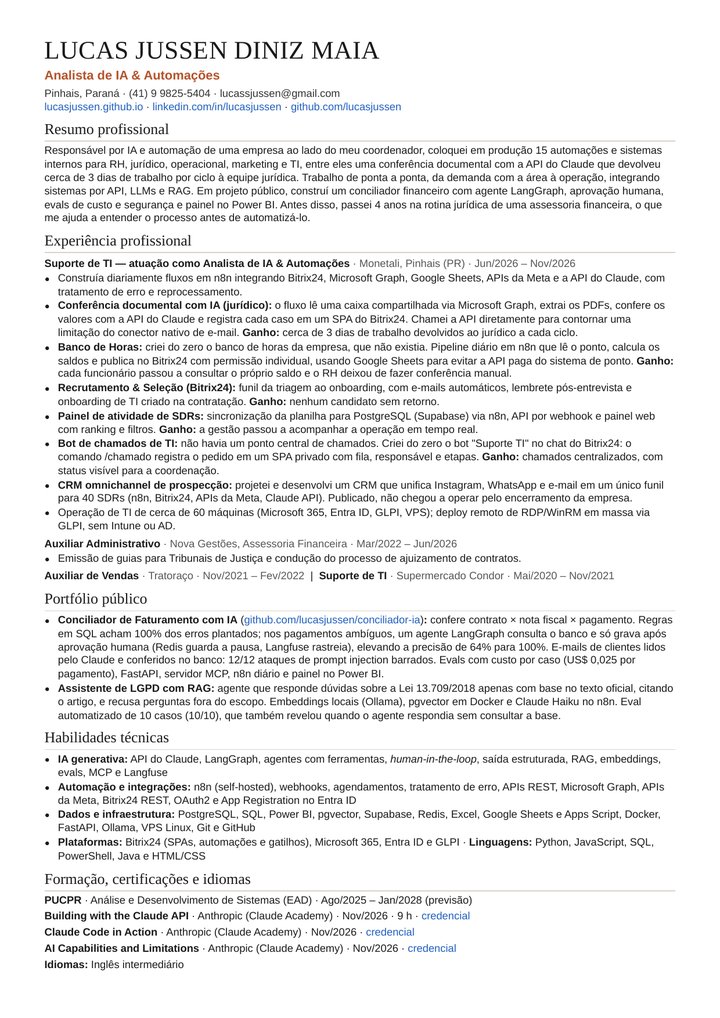 LUCAS JUSSEN DINIZ MAIA
Analista de IA & Automações
Pinhais, Paraná · (41) 9 9825-5404 · lucassjussen@gmail.com
lucasjussen.github.io · linkedin.com/in/lucasjussen · github.com/lucasjussen
Resumo profissional
Responsável por IA e automação de uma empresa ao lado do meu coordenador, coloquei em produção 15 automações e sistemas
internos para RH, jurídico, operacional, marketing e TI, entre eles uma conferência documental com a API do Claude que devolveu
cerca de 3 dias de trabalho por ciclo à equipe jurídica. Trabalho de ponta a ponta, da demanda com a área à operação, integrando
sistemas por API, LLMs e RAG. Em projeto público, construí um conciliador financeiro com agente LangGraph, aprovação humana,
evals de custo e segurança e painel no Power BI. Antes disso, passei 4 anos na rotina jurídica de uma assessoria financeira, o que
me ajuda a entender o processo antes de automatizá-lo.
Experiência profissional
Suporte de TI — atuação como Analista de IA & Automações · Monetali, Pinhais (PR) · Jun/2026 – Nov/2026
• Construía diariamente fluxos em n8n integrando Bitrix24, Microsoft Graph, Google Sheets, APIs da Meta e a API do Claude, com
tratamento de erro e reprocessamento.
• Conferência documental com IA (jurídico): o fluxo lê uma caixa compartilhada via Microsoft Graph, extrai os PDFs, confere os
valores com a API do Claude e registra cada caso em um SPA do Bitrix24. Chamei a API diretamente para contornar uma
limitação do conector nativo de e-mail. Ganho: cerca de 3 dias de trabalho devolvidos ao jurídico a cada ciclo.
• Banco de Horas: criei do zero o banco de horas da empresa, que não existia. Pipeline diário em n8n que lê o ponto, calcula os
saldos e publica no Bitrix24 com permissão individual, usando Google Sheets para evitar a API paga do sistema de ponto. Ganho:
cada funcionário passou a consultar o próprio saldo e o RH deixou de fazer conferência manual.
• Recrutamento & Seleção (Bitrix24): funil da triagem ao onboarding, com e-mails automáticos, lembrete pós-entrevista e
onboarding de TI criado na contratação. Ganho: nenhum candidato sem retorno.
• Painel de atividade de SDRs: sincronização da planilha para PostgreSQL (Supabase) via n8n, API por webhook e painel web
com ranking e filtros. Ganho: a gestão passou a acompanhar a operação em tempo real.
• Bot de chamados de TI: não havia um ponto central de chamados. Criei do zero o bot "Suporte TI" no chat do Bitrix24: o
comando /chamado registra o pedido em um SPA privado com fila, responsável e etapas. Ganho: chamados centralizados, com
status visível para a coordenação.
• CRM omnichannel de prospecção: projetei e desenvolvi um CRM que unifica Instagram, WhatsApp e e-mail em um único funil
para 40 SDRs (n8n, Bitrix24, APIs da Meta, Claude API). Publicado, não chegou a operar pelo encerramento da empresa.
• Operação de TI de cerca de 60 máquinas (Microsoft 365, Entra ID, GLPI, VPS); deploy remoto de RDP/WinRM em massa via
GLPI, sem Intune ou AD.
Auxiliar Administrativo · Nova Gestões, Assessoria Financeira · Mar/2022 – Jun/2026
• Emissão de guias para Tribunais de Justiça e condução do processo de ajuizamento de contratos.
Auxiliar de Vendas · Tratoraço · Nov/2021 – Fev/2022 | Suporte de TI · Supermercado Condor · Mai/2020 – Nov/2021
Portfólio público
• Conciliador de Faturamento com IA (github.com/lucasjussen/conciliador-ia): confere contrato × nota fiscal × pagamento. Regras
em SQL acham 100% dos erros plantados; nos pagamentos ambíguos, um agente LangGraph consulta o banco e só grava após
aprovação humana (Redis guarda a pausa, Langfuse rastreia), elevando a precisão de 64% para 100%. E-mails de clientes lidos
pelo Claude e conferidos no banco: 12/12 ataques de prompt injection barrados. Evals com custo por caso (US$ 0,025 por
pagamento), FastAPI, servidor MCP, n8n diário e painel no Power BI.
• Assistente de LGPD com RAG: agente que responde dúvidas sobre a Lei 13.709/2018 apenas com base no texto oficial, citando
o artigo, e recusa perguntas fora do escopo. Embeddings locais (Ollama), pgvector em Docker e Claude Haiku no n8n. Eval
automatizado de 10 casos (10/10), que também revelou quando o agente respondia sem consultar a base.
Habilidades técnicas
• IA generativa: API do Claude, LangGraph, agentes com ferramentas, human-in-the-loop, saída estruturada, RAG, embeddings,
evals, MCP e Langfuse
• Automação e integrações: n8n (self-hosted), webhooks, agendamentos, tratamento de erro, APIs REST, Microsoft Graph, APIs
da Meta, Bitrix24 REST, OAuth2 e App Registration no Entra ID
• Dados e infraestrutura: PostgreSQL, SQL, Power BI, pgvector, Supabase, Redis, Excel, Google Sheets e Apps Script, Docker,
FastAPI, Ollama, VPS Linux, Git e GitHub
• Plataformas: Bitrix24 (SPAs, automações e gatilhos), Microsoft 365, Entra ID e GLPI · Linguagens: Python, JavaScript, SQL,
PowerShell, Java e HTML/CSS
Formação, certificações e idiomas
PUCPR · Análise e Desenvolvimento de Sistemas (EAD) · Ago/2025 – Jan/2028 (previsão)
Building with the Claude API · Anthropic (Claude Academy) · Nov/2026 · 9 h · credencial
Claude Code in Action · Anthropic (Claude Academy) · Nov/2026 · credencial
AI Capabilities and Limitations · Anthropic (Claude Academy) · Nov/2026 · credencial
Idiomas: Inglês intermediário